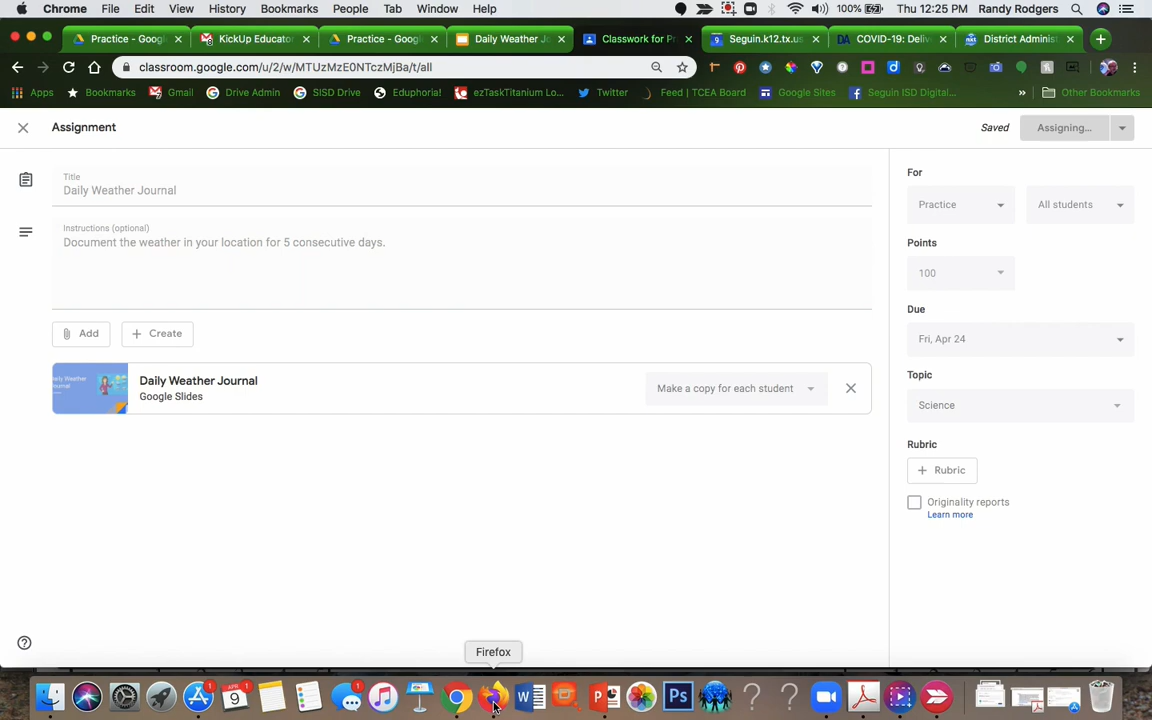 Chrome File Edit View History Bookmarks People Tab Window Help 100% Thu 12:25 PM Randy Rodgers
Practice - Googl KickUp Educato Practice - Googl Daily Weather Jo Classwork for Pr Seguin.k12.tx.us COVID-19: Deliv District Adminis
classroom.google.com/u/2/w/MTUzMzE0NTczMjBa/t/all
Apps Bookmarks Gmail Drive Admin SISD Drive Eduphoria! ezTaskTitanium Lo... Twitter Feed | TCEA Board Google Sites Seguin ISD Digital... » Other Bookmarks
Assignment Saved Assigning...
Title
Daily Weather Journal
Instructions (optional)
Document the weather in your location for 5 consecutive days.
Add Create
Daily Weather Journal
Google Slides
Make a copy for each student
For
Practice All students
Points
100
Due
Fri, Apr 24
Topic
Science
Rubric
+ Rubric
Originality reports
Learn more
Firefox